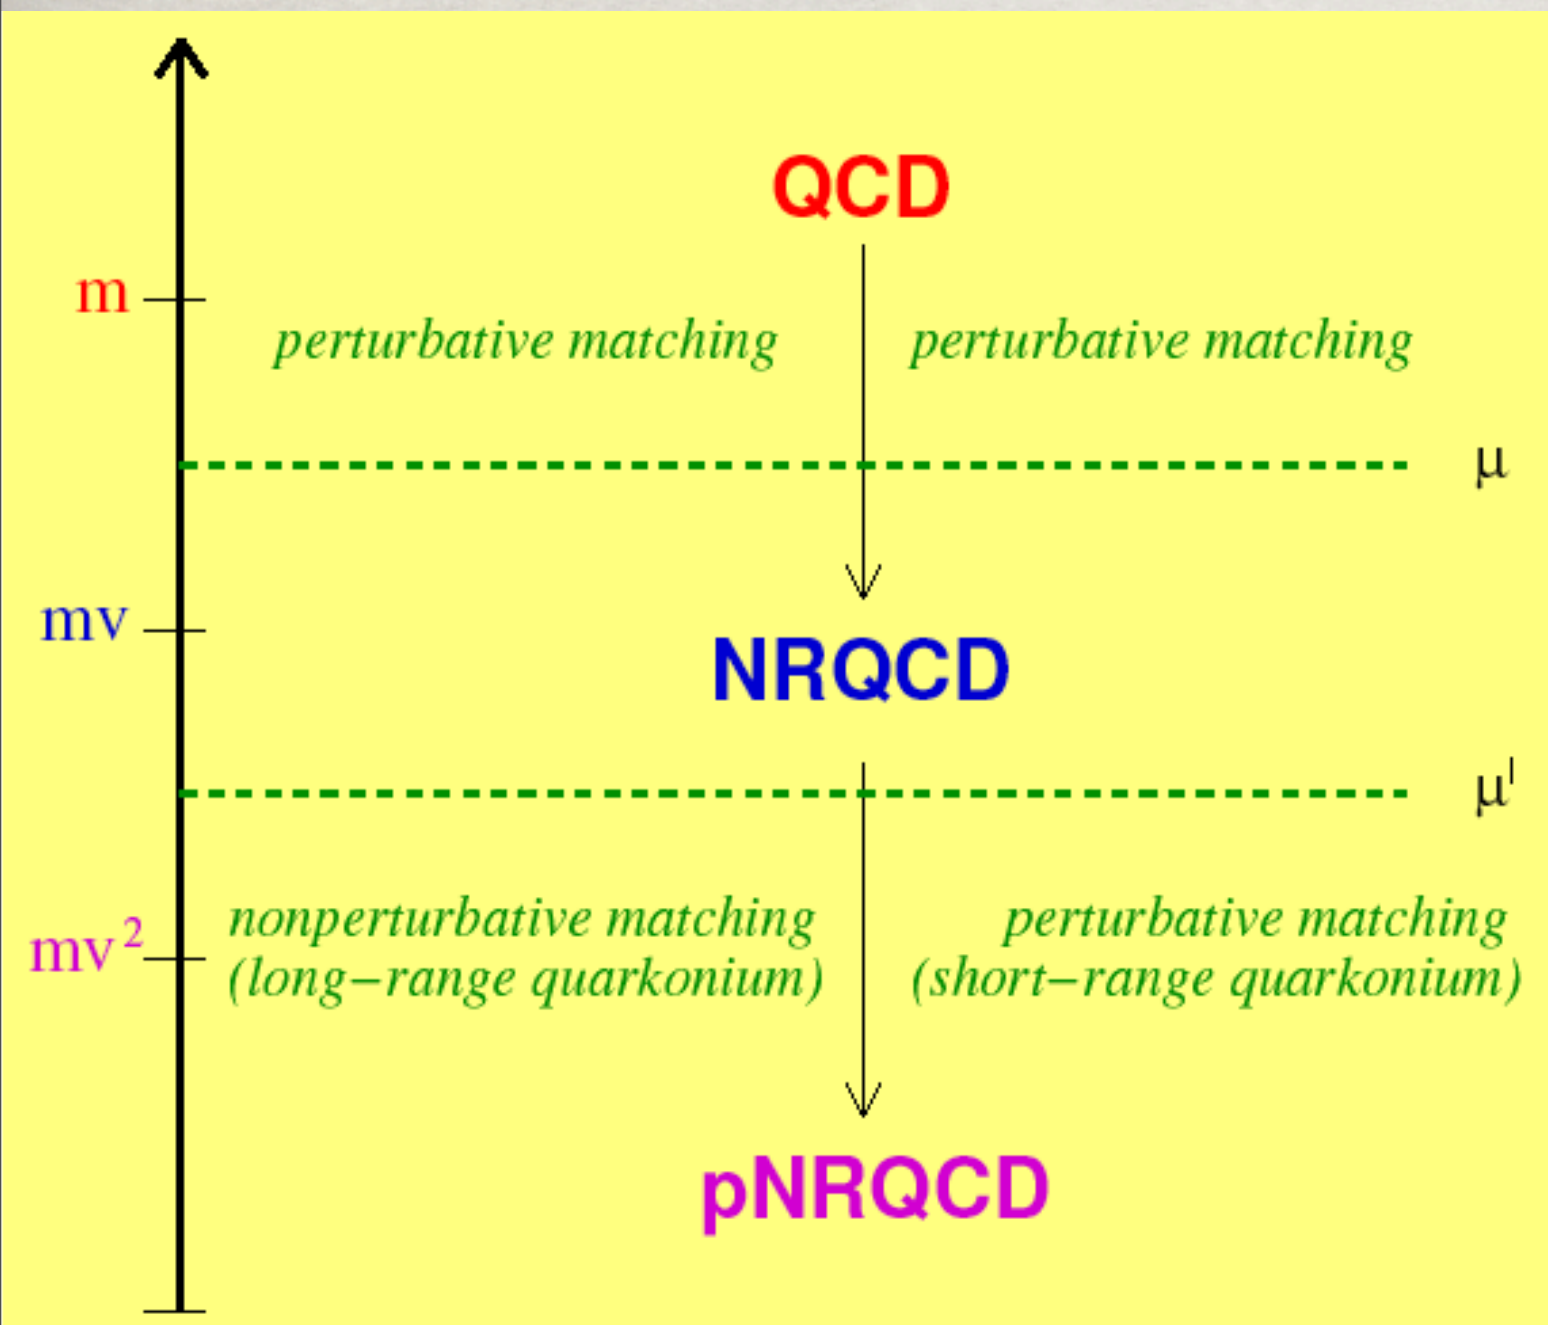 QCD
m
perturbative matching perturbative matching
μ
mv
NRQCD
μ'
nonperturbative matching perturbative matching
mv²
(long−range quarkonium) (short−range quarkonium)
pNRQCD